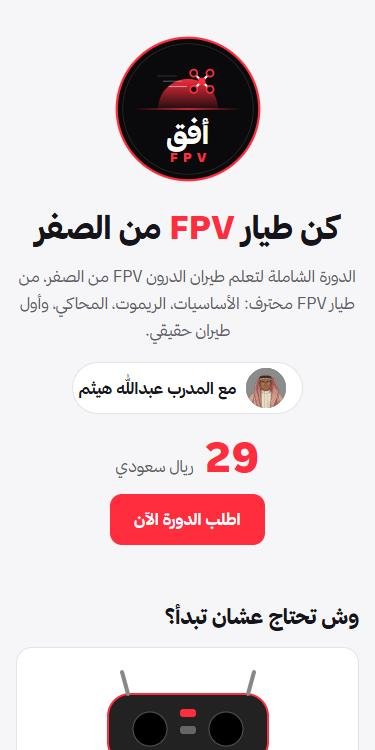 أفق
FPV
كن طيار FPV من الصفر
الدورة الشاملة لتعلم طيران الدرون FPV من الصفر، من
طيار FPV محترف: الأساسيات، الريموت، المحاكي، وأول
طيران حقيقي.
مع المدرب عبدالله هيثم
29 ريال سعودي
اطلب الدورة الآن
وش تحتاج عشان تبدأ؟